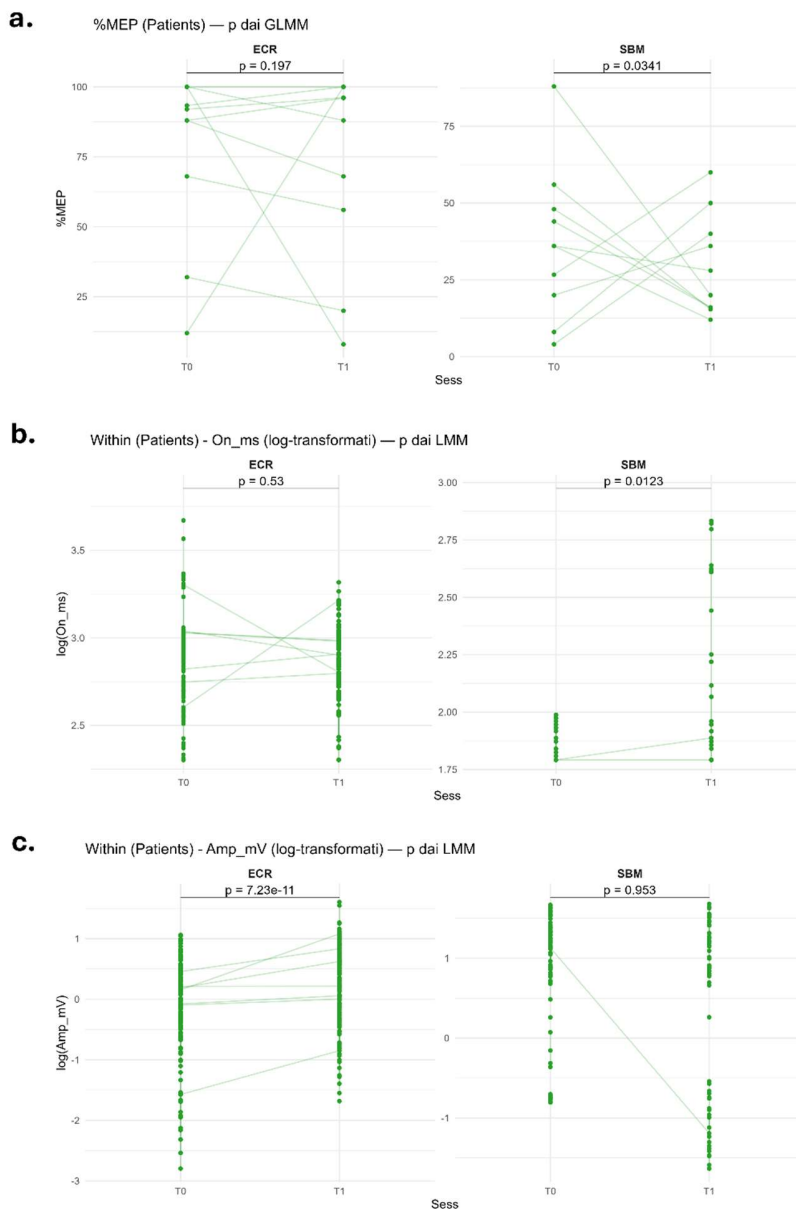 a.
%MEP (Patients) — p dai GLMM
ECR
p = 0.197
SBM
p = 0.0341
100
75
50
25
%MEP
75
50
25
0
T0
T1
T0
T1
Sess
b.
Within (Patients) - On_ms (log-transformati) — p dai LMM
ECR
p = 0.53
SBM
p = 0.0123
3.5
3.0
2.5
log(On_ms)
3.00
2.75
2.50
2.25
2.00
1.75
T0
T1
T0
T1
Sess
c.
Within (Patients) - Amp_mV (log-transformati) — p dai LMM
ECR
p = 7.23e-11
SBM
p = 0.953
1
0
-1
-2
-3
log(Amp_mV)
1
0
-1
T0
T1
T0
T1
Sess